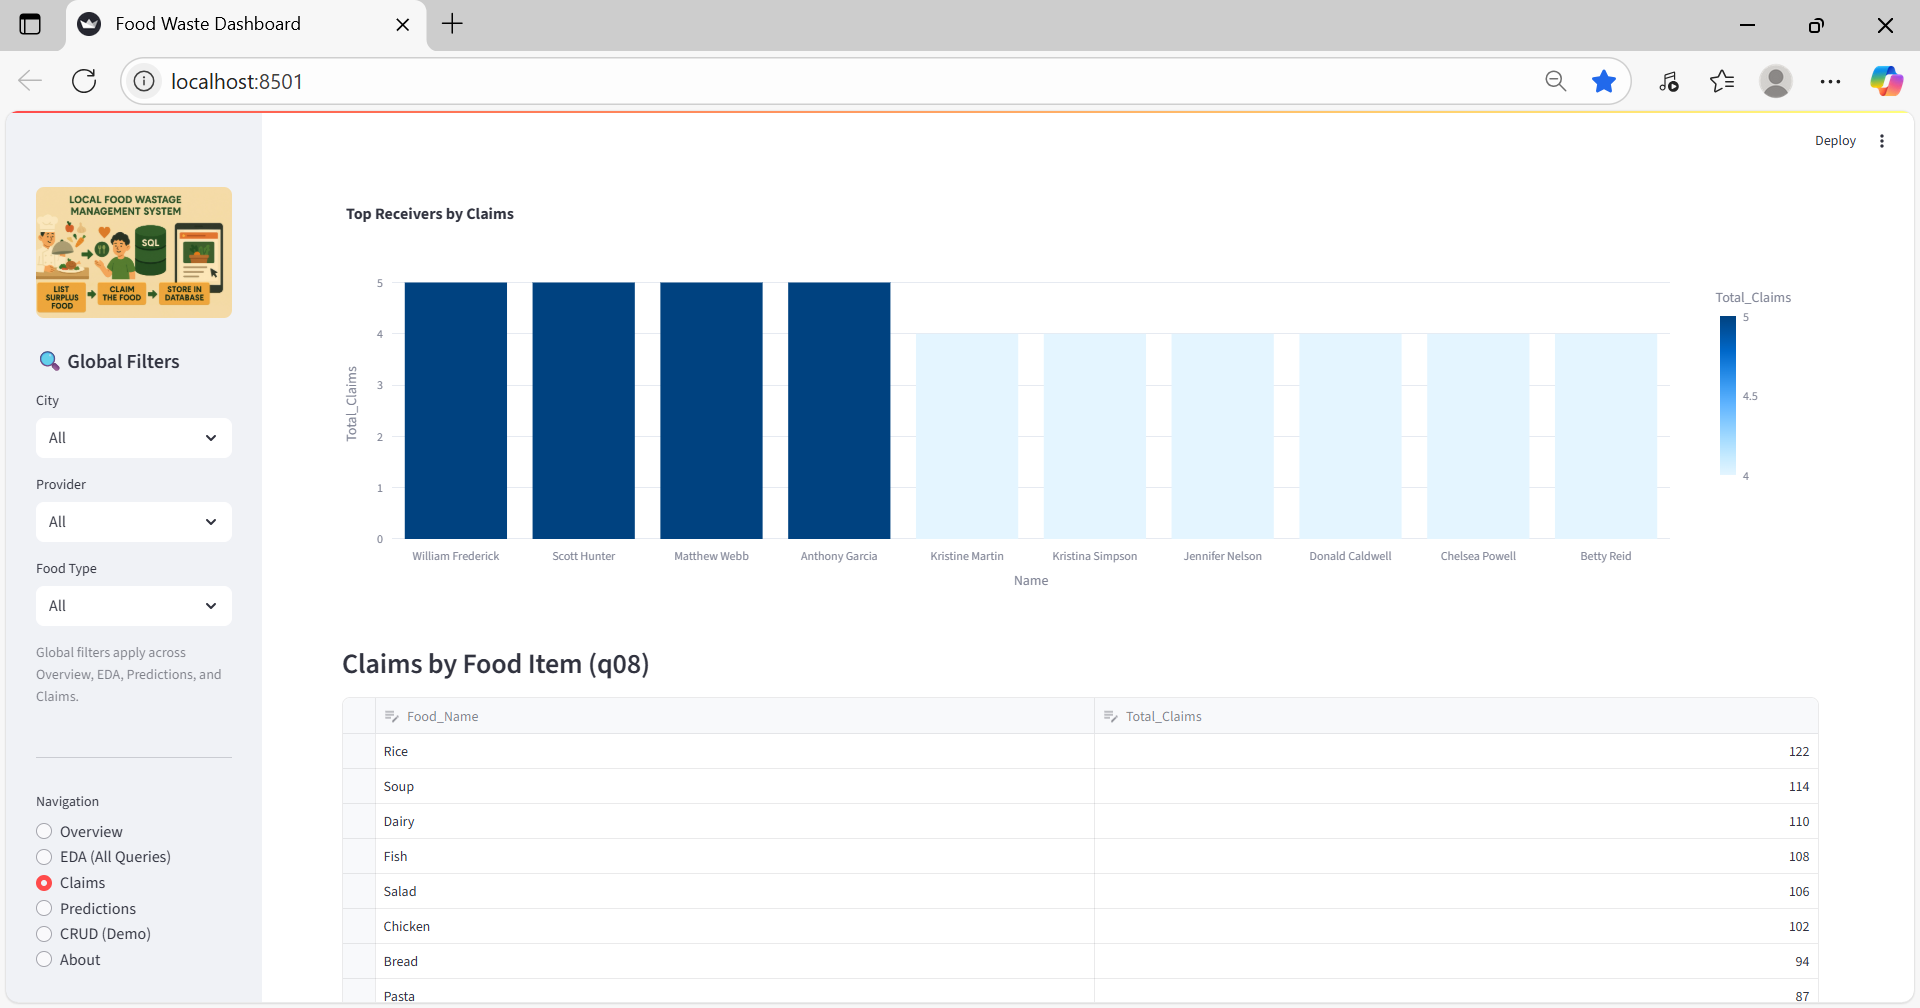 Food Waste Dashboard
localhost:8501
Deploy
LOCAL FOOD WASTAGE
MANAGEMENT SYSTEM
SQL
LIST
SURPLUS
FOOD
CLAIM
THE FOOD
STORE IN
DATABASE
Global Filters
City
All
Provider
All
Food Type
All
Global filters apply across
Overview, EDA, Predictions, and
Claims.
Navigation
Overview
EDA (All Queries)
Claims
Predictions
CRUD (Demo)
About
Top Receivers by Claims
Total_Claims
5
4
3
2
1
0
William Frederick
Scott Hunter
Matthew Webb
Anthony Garcia
Kristine Martin
Kristina Simpson
Jennifer Nelson
Donald Caldwell
Chelsea Powell
Betty Reid
Name
Total_Claims
5
4.5
4
Claims by Food Item (q08)
Food_Name Total_Claims
Rice 122
Soup 114
Dairy 110
Fish 108
Salad 106
Chicken 102
Bread 94
Pasta 87